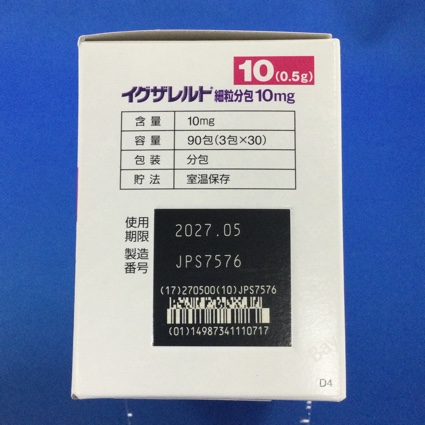 10(0.5g)
イグザレルト細粒分包10mg
含量 10mg
容量 90包(3包×30)
包装 分包
貯法 室温保存
使用期限 2027.05
製造番号 JPS7576
(17)270500(10)JPS7576
(01)14987341110717
D4